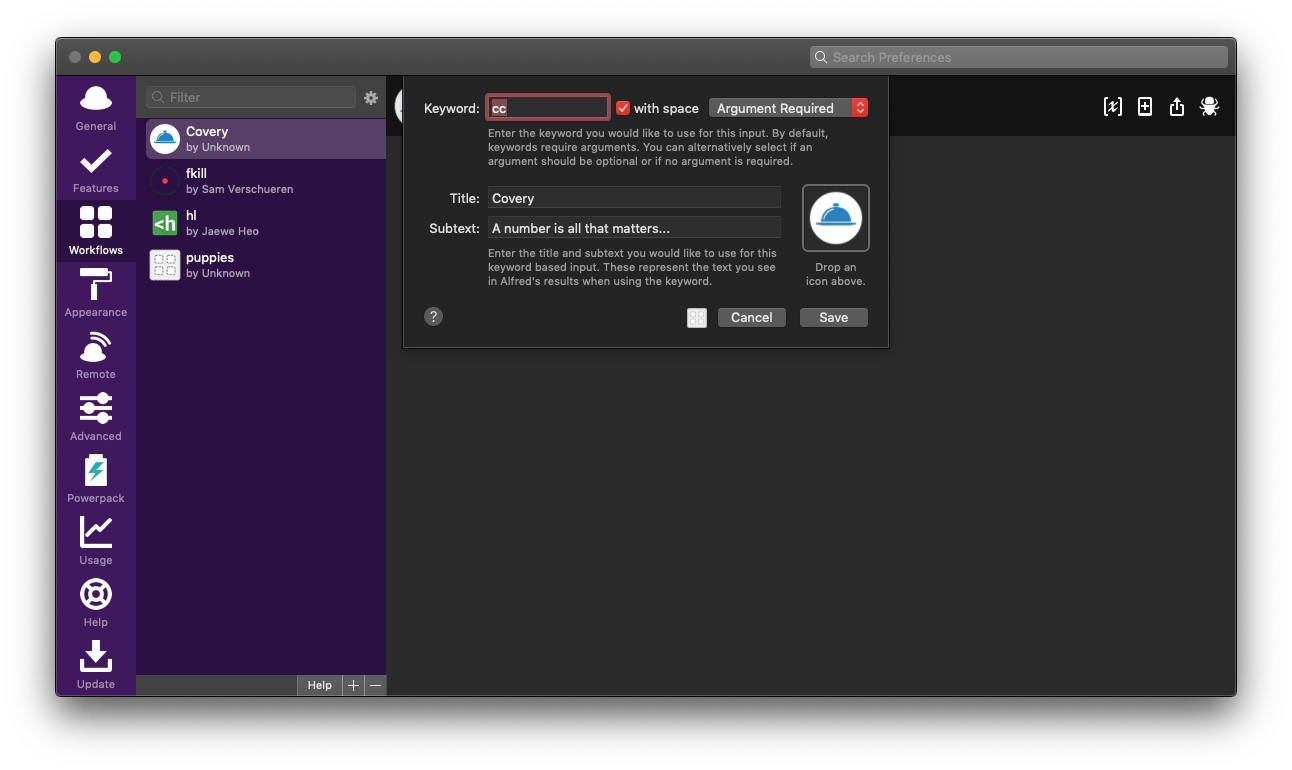 Search Preferences
General
Features
Workflows
Appearance
Remote
Advanced
Powerpack
Usage
Help
Update
Filter
Covery
by Unknown
fkill
by Sam Verschueren
<h
hl
by Jaewe Heo
puppies
by Unknown
Help
Keyword: cc with space Argument Required
Enter the keyword you would like to use for this input. By default,
keywords require arguments. You can alternatively select if an
argument should be optional or if no argument is required.
Title: Covery
Subtext: A number is all that matters...
Enter the title and subtext you would like to use for this
keyword based input. These represent the text you see
in Alfred's results when using the keyword.
Drop an
icon above.
? Cancel Save